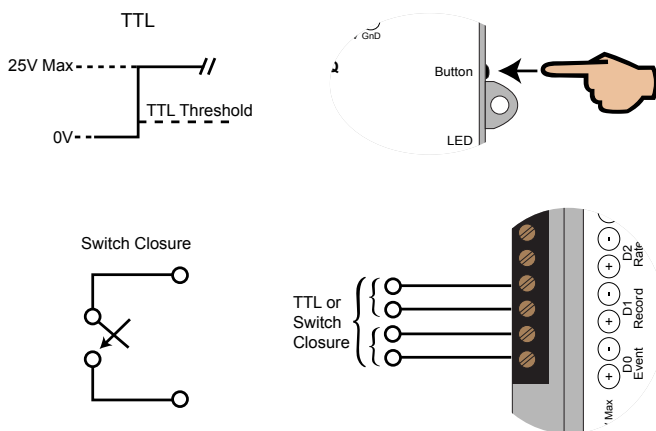 TTL
25V Max
TTL Threshold
0V
GnD
Button
LED
Switch Closure
TTL or
Switch
Closure
-
+
D2
Rate
-
+
D1
Record
-
+
D0
Event
Max